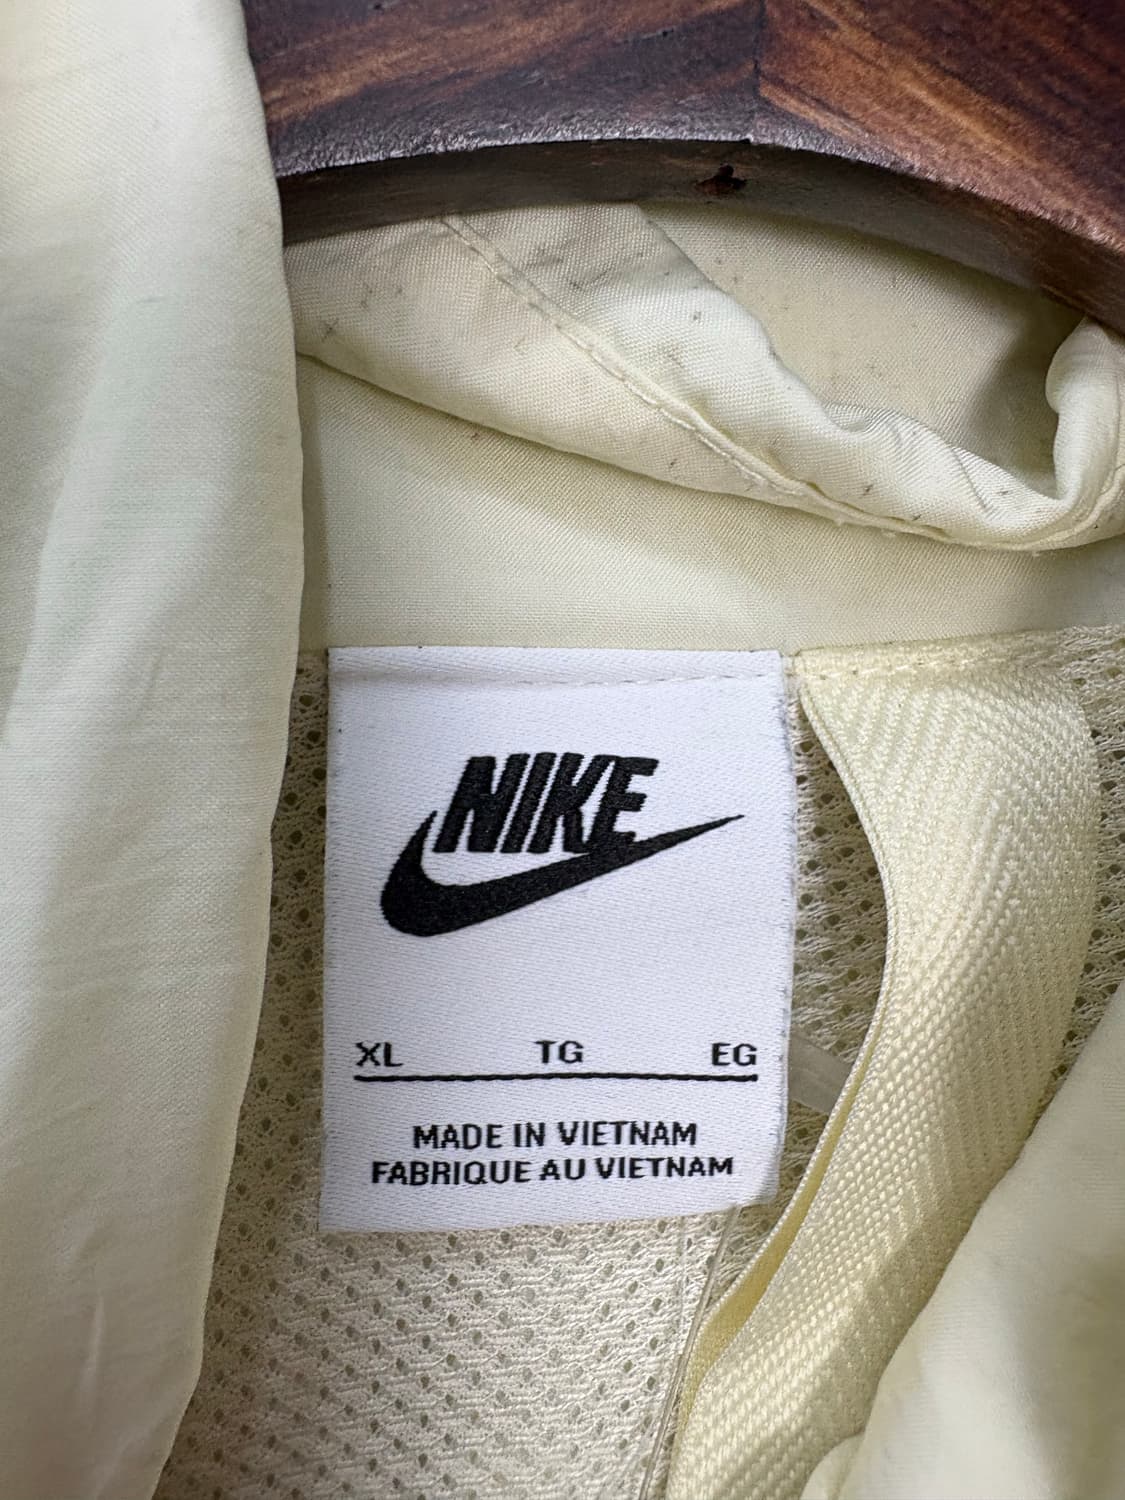 NIKE
XL TG EG
MADE IN VIETNAM
FABRIQUE AU VIETNAM